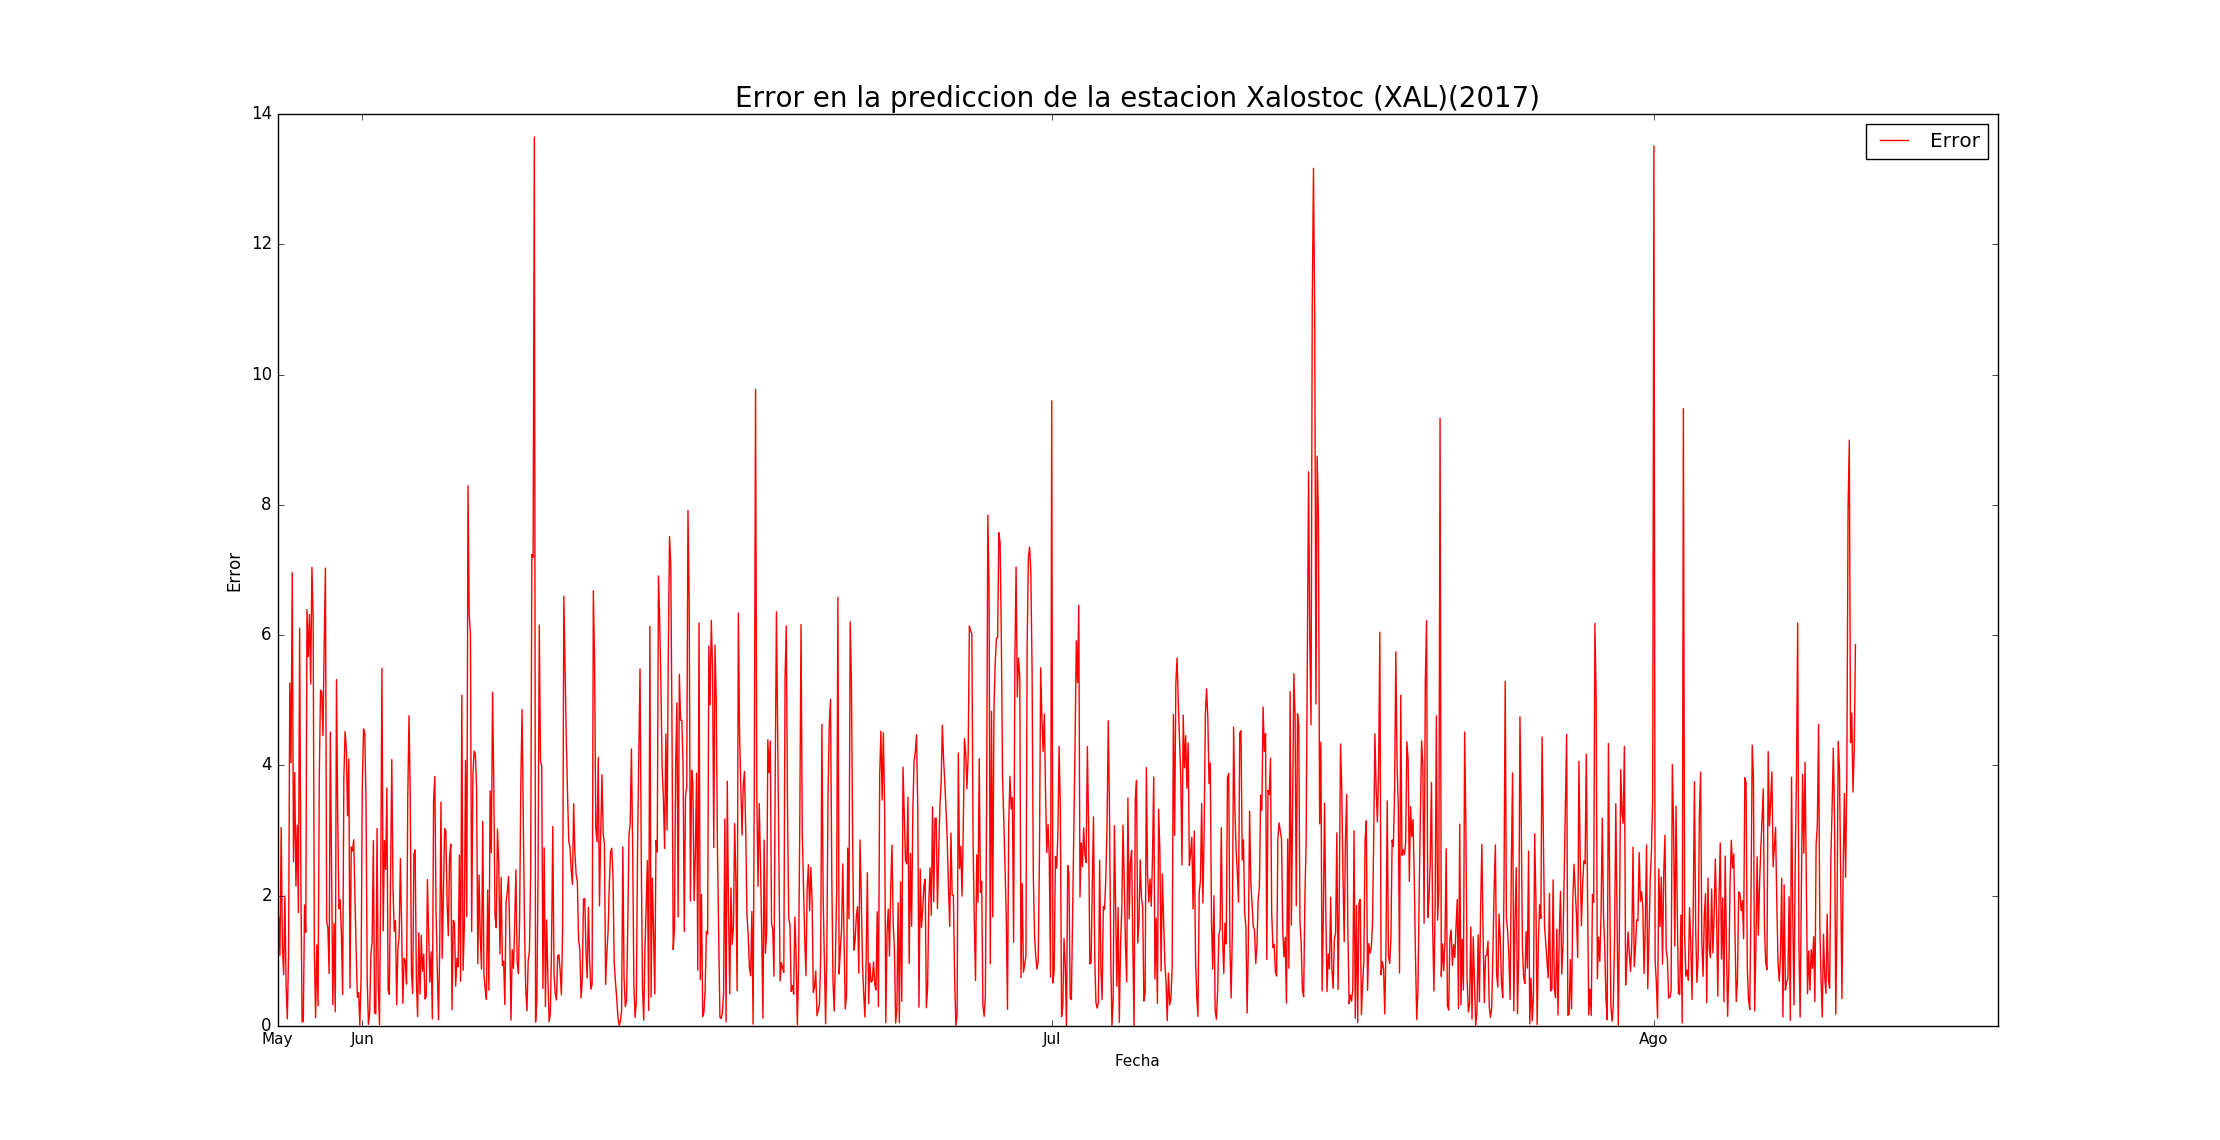 Error en la prediccion de la estacion Xalostoc (XAL)(2017)
14
Error
12
10
8
Error
6
4
2
0
May Jun Jul Ago
Fecha